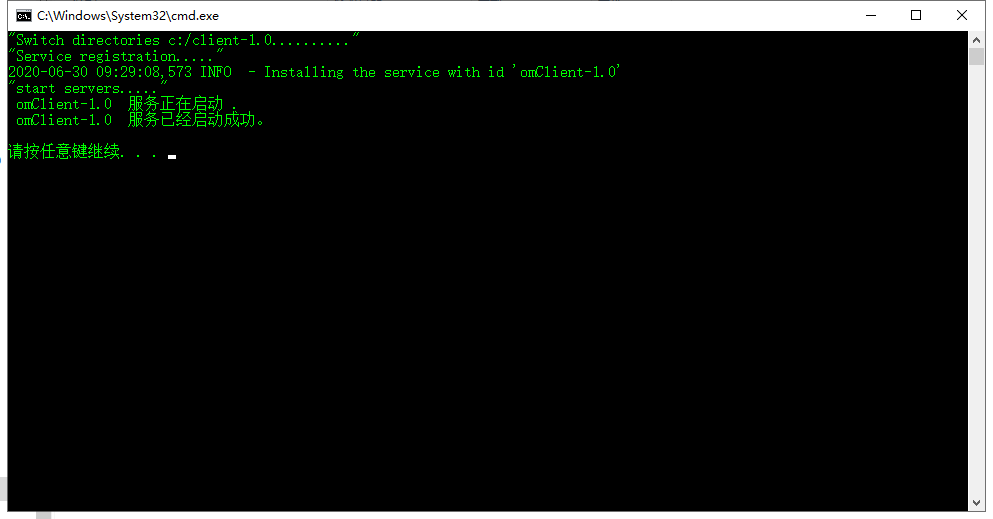 C:\Windows\System32\cmd.exe
"Switch directories c:/client-1.0.........."
"Service registration....."
2020-06-30 09:29:08,573 INFO  - Installing the service with id 'omClient-1.0'
"start servers....."
omClient-1.0  服务正在启动 .
omClient-1.0  服务已经启动成功。
请按任意键继续. . .